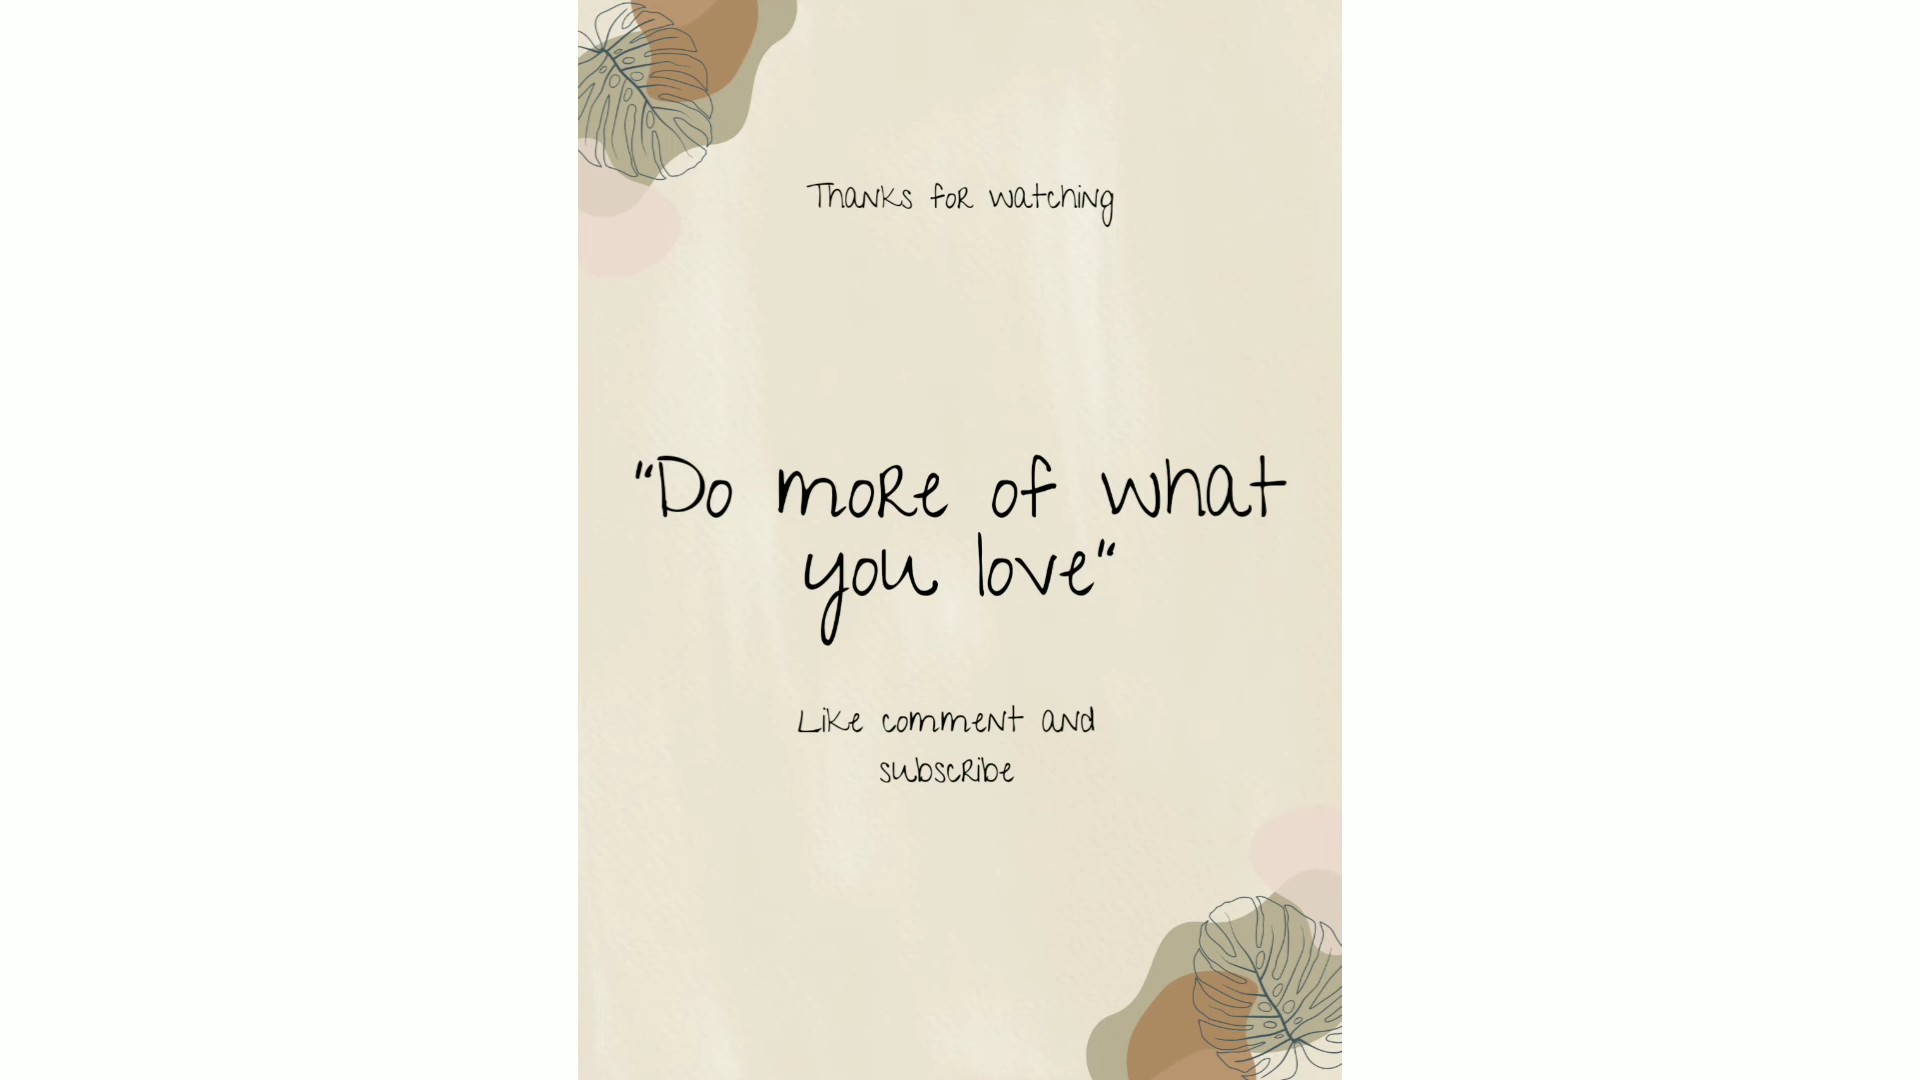 Thanks for watching
"Do more of what
you love"
Like comment and
subscribe